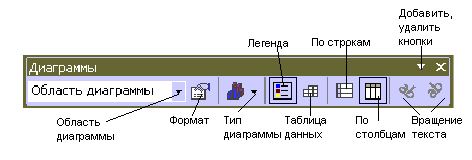 Добавить,
удалить
кнопки
Легенда
По строкам
Диаграммы
Область диаграммы
Область
диаграммы
Формат
Тип
диаграммы
Таблица
данных
По
столбцам
Вращение
текста